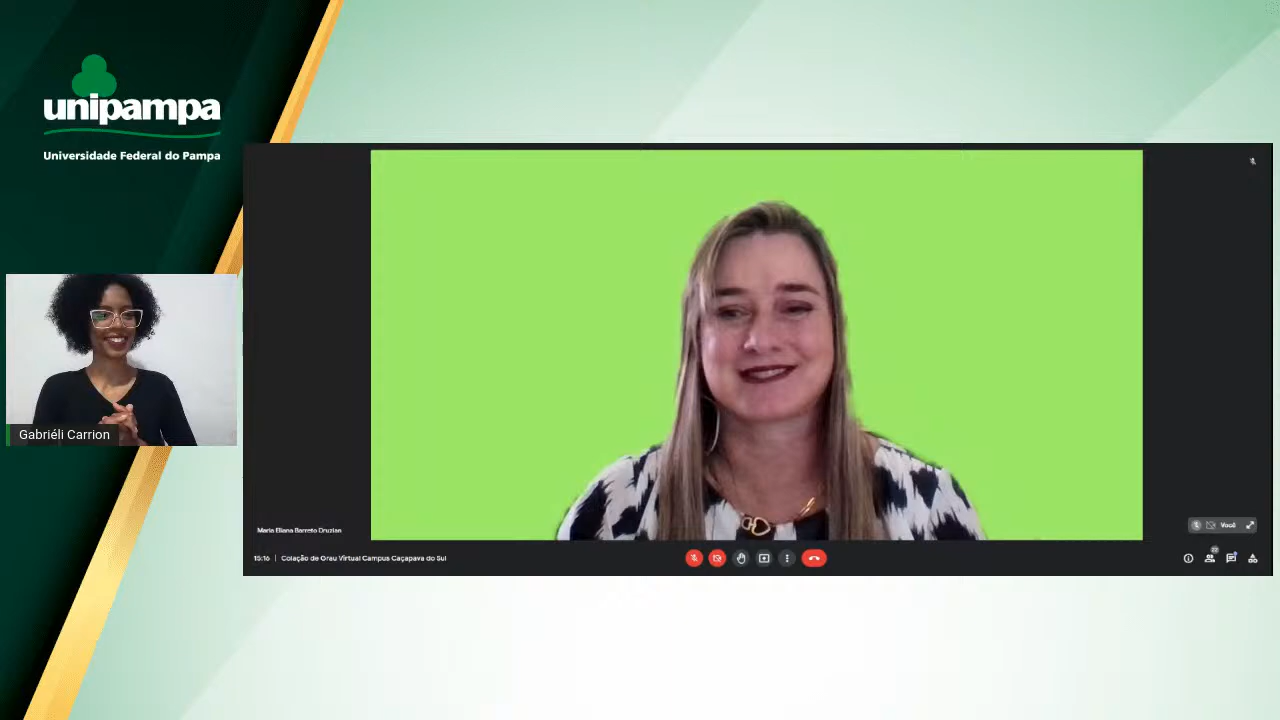 unipampa
Universidade Federal do Pampa
Gabriéli Carrion
Maria Eliana Barreto Druzian
15:16 | Colação de Grau Virtual Campus Caçapava do Sul
Você